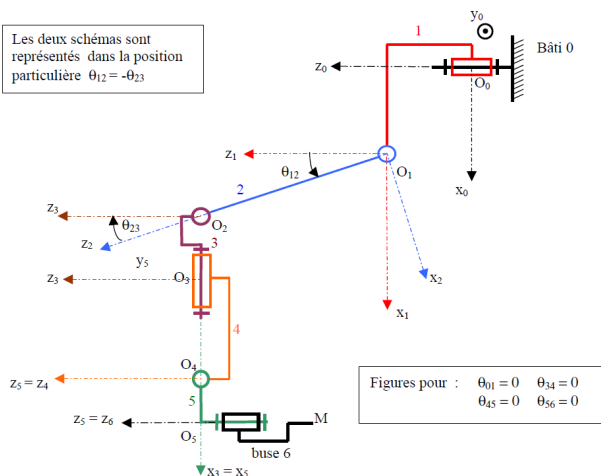 Les deux schémas sont
représentés dans la position
particulière θ12 = -θ23
1
y0
Bâti 0
z0
O0
x0
z1
θ12
O1
2
z3
O2
θ23
z2
3
x2
y5
z3
O3
x1
4
O4
z5 = z4
5
Figures pour : θ01 = 0 θ34 = 0
θ45 = 0 θ56 = 0
z5 = z6
M
O5
buse 6
x3 = x5